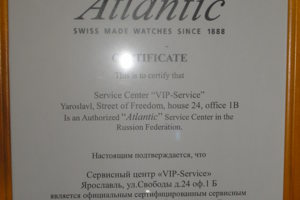 Atlantic
SWISS MADE WATCHES SINCE 1888
CERTIFICATE
This is to certify that
Service Center "VIP-Service"
Yaroslavl, Street of Freedom, house 24, office 1B
Is an Authorized "Atlantic" Service Center in the
Russion Federation.
Настоящим подтверждается, что
Сервисный центр «VIP-Service»
Ярославль, ул.Свободы д.24 оф.1 Б
является официальным сертифицированным сервисным